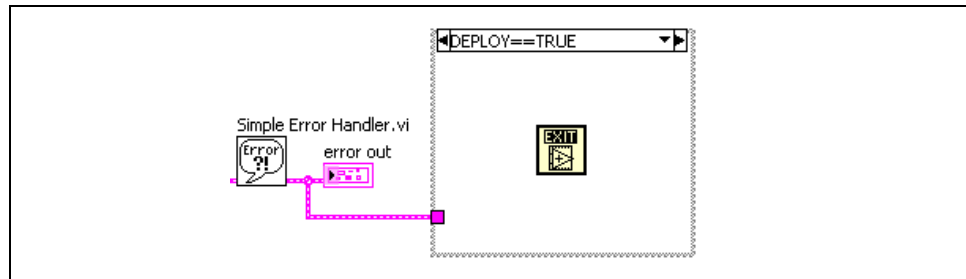 DEPLOY==TRUE
Simple Error Handler.vi
Error
?!
error out
EXIT